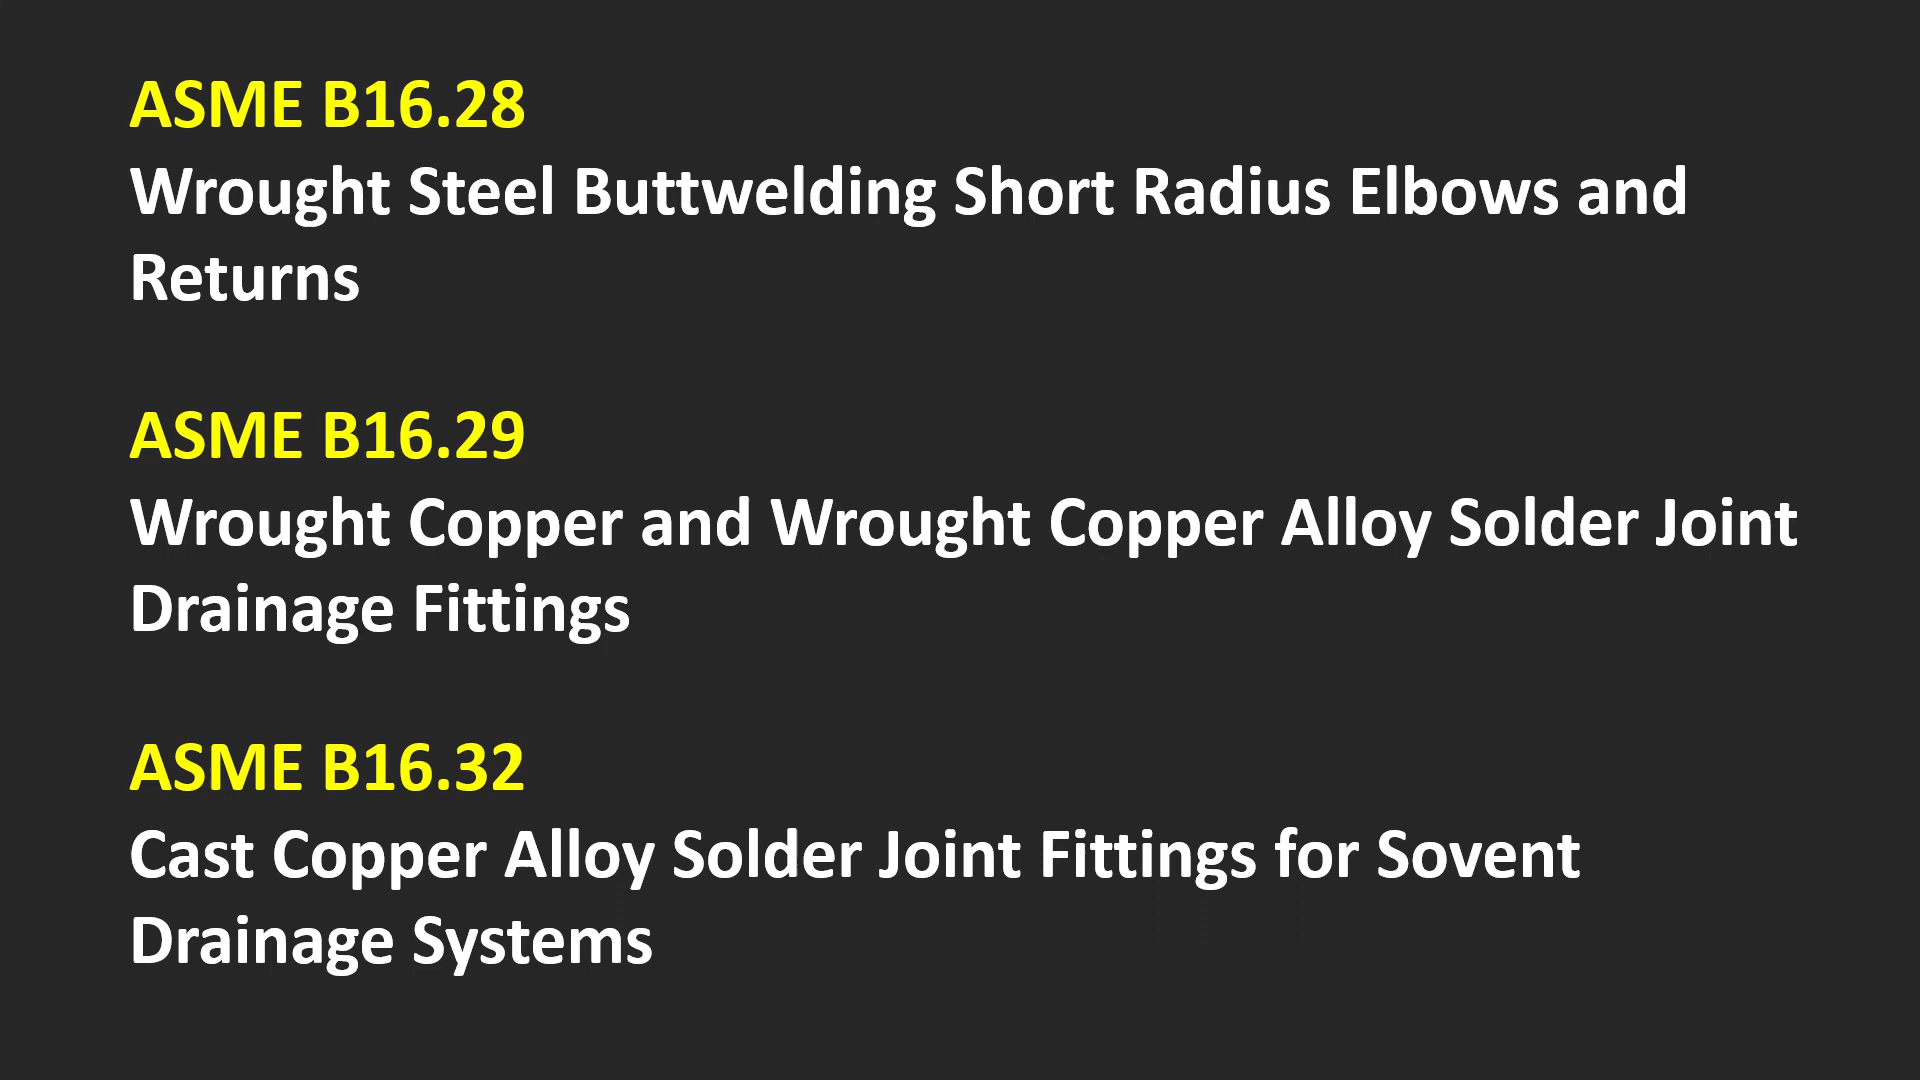 ASME B16.28
Wrought Steel Buttwelding Short Radius Elbows and
Returns
ASME B16.29
Wrought Copper and Wrought Copper Alloy Solder Joint
Drainage Fittings
ASME B16.32
Cast Copper Alloy Solder Joint Fittings for Sovent
Drainage Systems